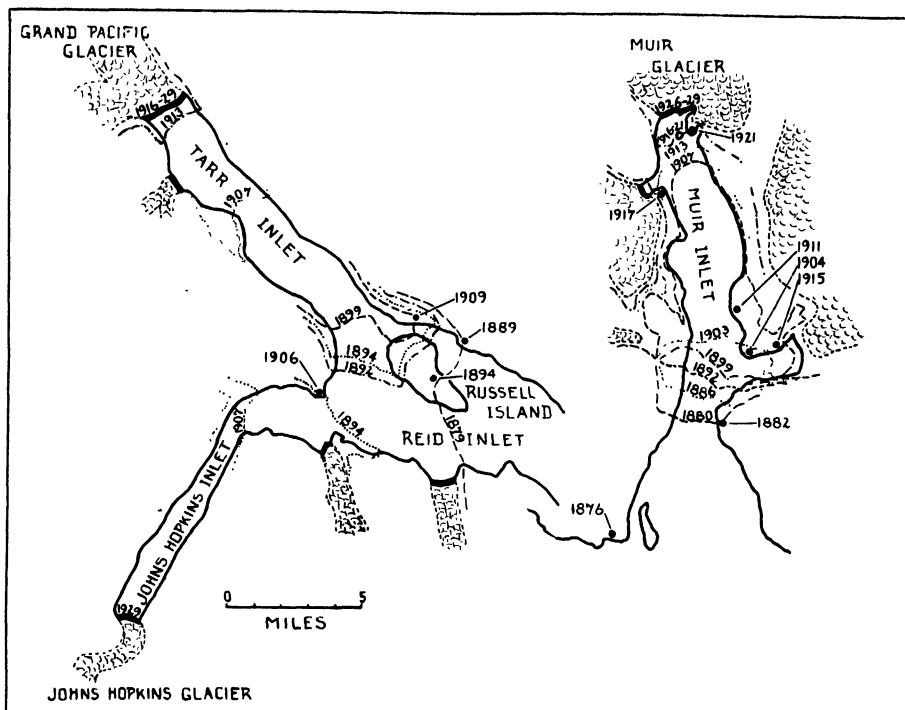 GRAND PACIFIC
GLACIER
MUIR
GLACIER
1916-29
1913
1926-29
1921
1913
1907
TARR
INLET
1907
1917
MUIR INLET
1911
1904
1915
1909
1889
1899
1903
1894
1892
1906
1894
RUSSELL
ISLAND
1899
1892
1886
1880
1882
1894
REID INLET
1879
1907
JOHNS HOPKINS INLET
1876
0 5
MILES
1929
JOHNS HOPKINS GLACIER